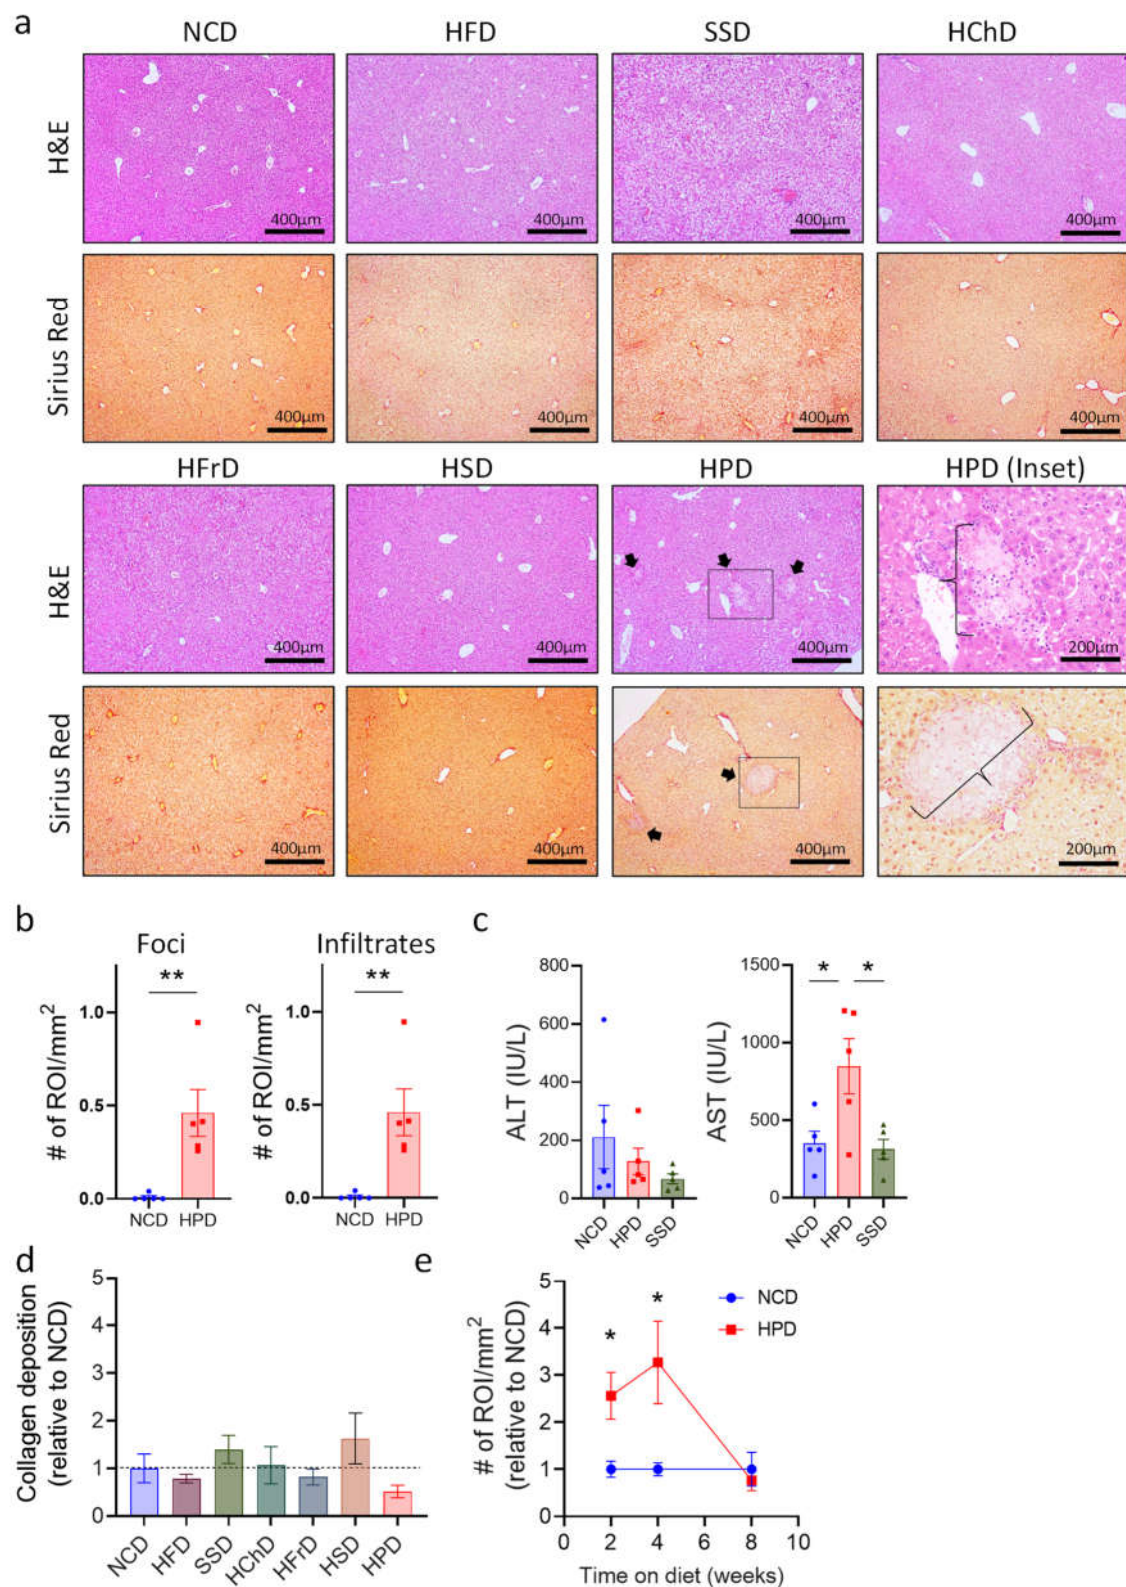 a
NCD HFD SSD HChD
H&E
400μm 400μm 400μm 400μm
Sirius Red
400μm 400μm 400μm 400μm
HFrD HSD HPD HPD (Inset)
H&E
400μm 400μm 400μm 200μm
Sirius Red
400μm 400μm 400μm 200μm
b
Foci
**
# of ROI/mm²
1.0
0.5
0.0
NCD HPD
Infiltrates
**
# of ROI/mm²
1.0
0.5
0.0
NCD HPD
c
ALT (IU/L)
800
600
400
200
0
NCD HPD SSD
AST (IU/L)
* *
1500
1000
500
0
NCD HPD SSD
d
Collagen deposition
(relative to NCD)
5
4
3
2
1
0
NCD HFD SSD HChD HFrD HSD HPD
e
# of ROI/mm²
(relative to NCD)
5
4
3
2
1
0
* *
NCD
HPD
0 2 4 6 8 10
Time on diet (weeks)